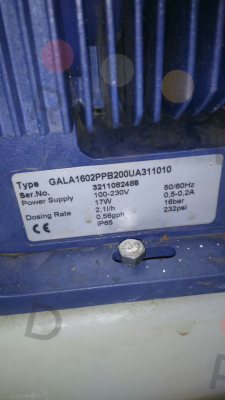 Type GALA1602PPB200UA311010
Ser.No. 3211082456
Power Supply 100-230V 50/60Hz
17W 0,5-0,2A
Dosing Rate 2,1l/h 16bar
0,56gph 232psi
CE IP65